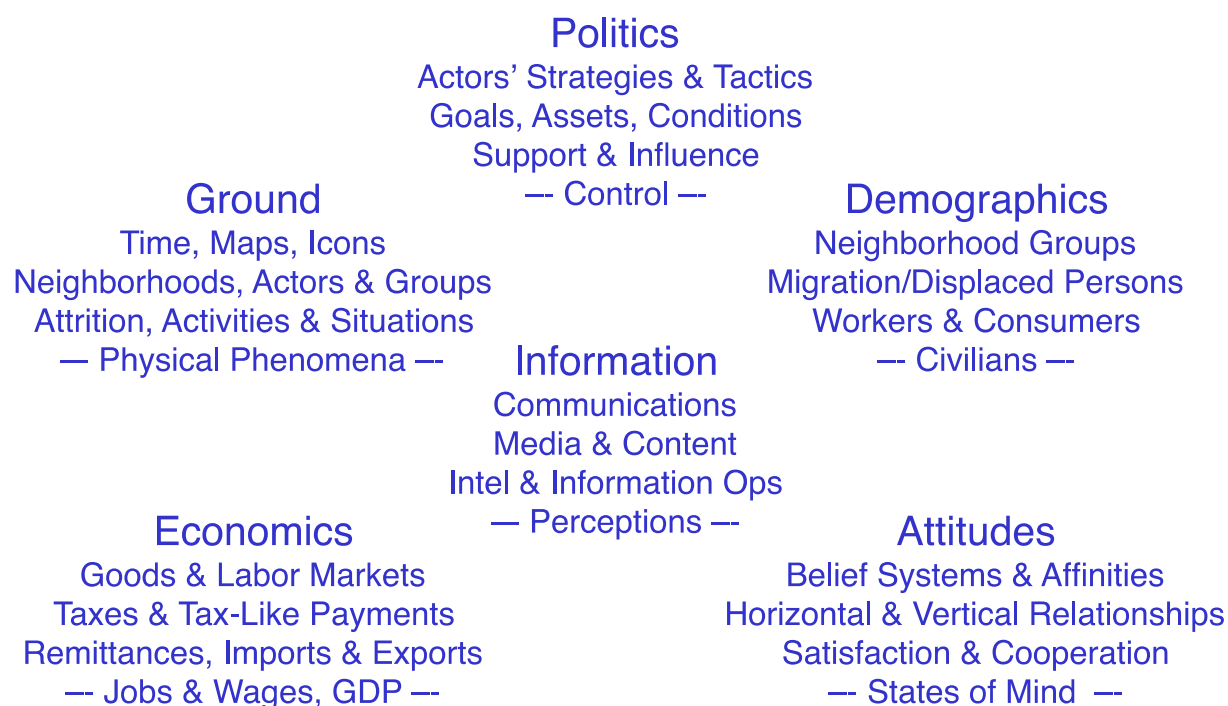 Politics
Actors’ Strategies & Tactics
Goals, Assets, Conditions
Support & Influence
–- Control –-
Ground
Time, Maps, Icons
Neighborhoods, Actors & Groups
Attrition, Activities & Situations
— Physical Phenomena –-
Demographics
Neighborhood Groups
Migration/Displaced Persons
Workers & Consumers
–- Civilians –-
Information
Communications
Media & Content
Intel & Information Ops
— Perceptions –-
Economics
Goods & Labor Markets
Taxes & Tax-Like Payments
Remittances, Imports & Exports
–- Jobs & Wages, GDP –-
Attitudes
Belief Systems & Affinities
Horizontal & Vertical Relationships
Satisfaction & Cooperation
–- States of Mind –-